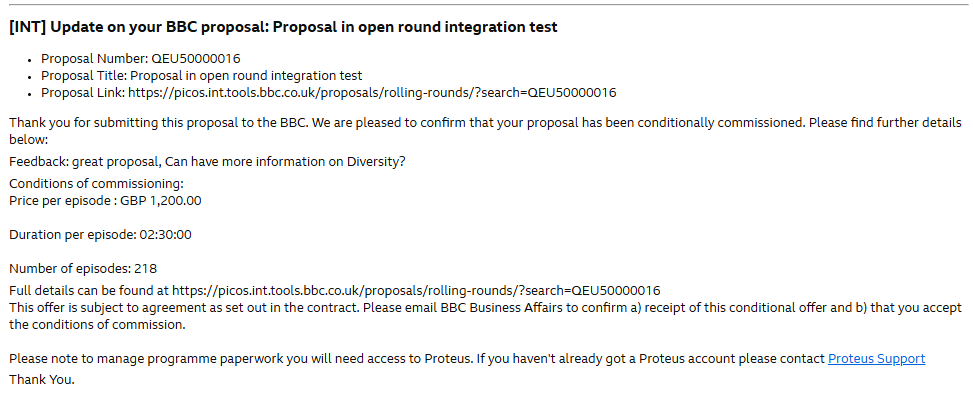 [INT] Update on your BBC proposal: Proposal in open round integration test
• Proposal Number: QEU50000016
• Proposal Title: Proposal in open round integration test
• Proposal Link: https://picos.int.tools.bbc.co.uk/proposals/rolling-rounds/?search=QEU50000016
Thank you for submitting this proposal to the BBC. We are pleased to confirm that your proposal has been conditionally commissioned. Please find further details
below:
Feedback: great proposal, Can have more information on Diversity?
Conditions of commissioning:
Price per episode : GBP 1,200.00
Duration per episode: 02:30:00
Number of episodes: 218
Full details can be found at https://picos.int.tools.bbc.co.uk/proposals/rolling-rounds/?search=QEU50000016
This offer is subject to agreement as set out in the contract. Please email BBC Business Affairs to confirm a) receipt of this conditional offer and b) that you accept
the conditions of commission.
Please note to manage programme paperwork you will need access to Proteus. If you haven't already got a Proteus account please contact Proteus Support
Thank You.